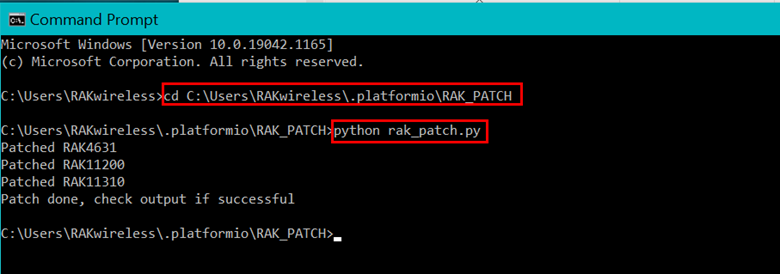 Command Prompt
Microsoft Windows [Version 10.0.19042.1165]
(c) Microsoft Corporation. All rights reserved.
C:\Users\RAKwireless>cd C:\Users\RAKwireless\.platformio\RAK_PATCH
C:\Users\RAKwireless\.platformio\RAK_PATCH>python rak_patch.py
Patched RAK4631
Patched RAK11200
Patched RAK11310
Patch done, check output if successful
C:\Users\RAKwireless\.platformio\RAK_PATCH>